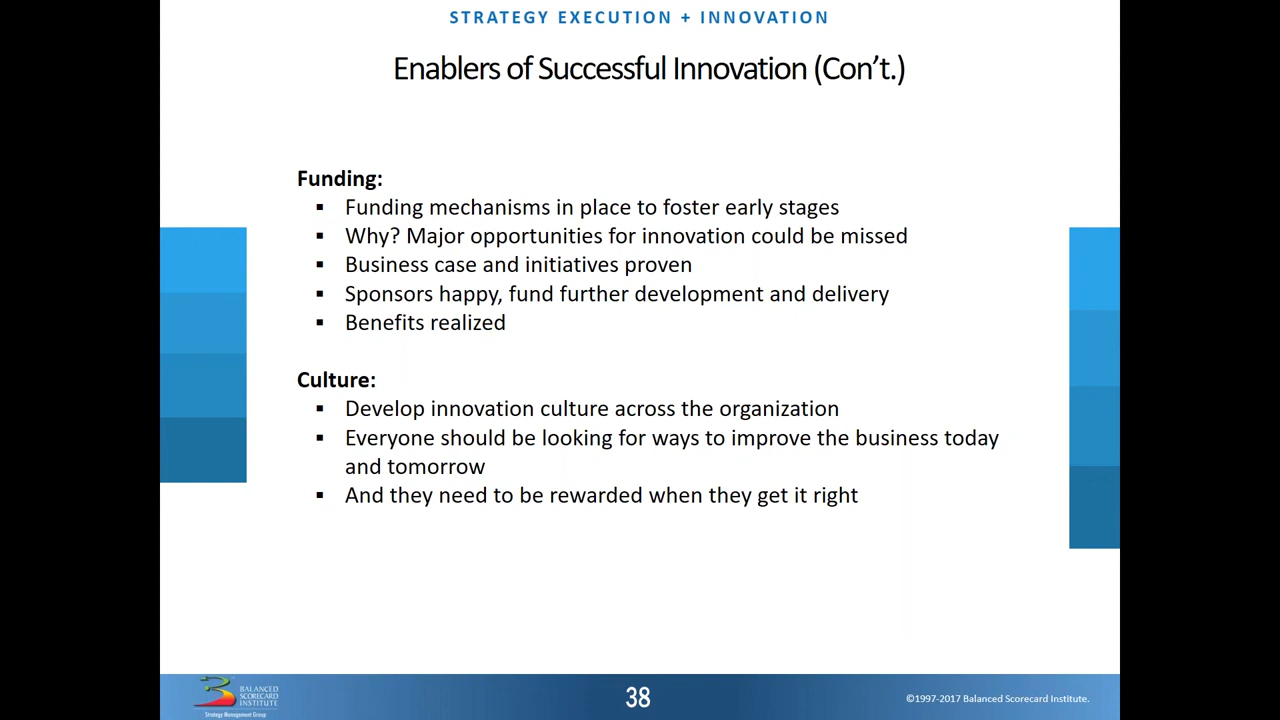 STRATEGY EXECUTION + INNOVATION
Enablers of Successful Innovation (Con’t.)
Funding:
▪ Funding mechanisms in place to foster early stages
▪ Why? Major opportunities for innovation could be missed
▪ Business case and initiatives proven
▪ Sponsors happy, fund further development and delivery
▪ Benefits realized
Culture:
▪ Develop innovation culture across the organization
▪ Everyone should be looking for ways to improve the business today
and tomorrow
▪ And they need to be rewarded when they get it right
BALANCED
SCORECARD
INSTITUTE
Strategy Management Group
38
©1997-2017 Balanced Scorecard Institute.